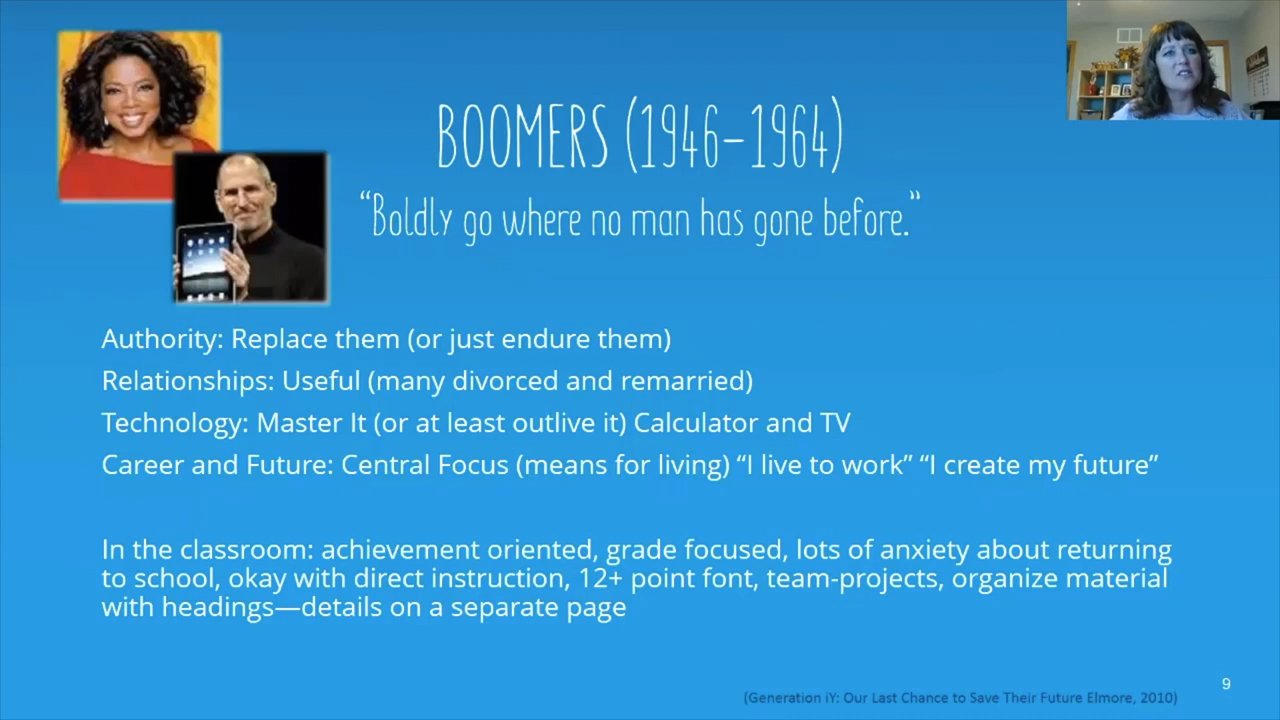 BOOMERS (1946-1964)
“Boldly go where no man has gone before.”
Authority: Replace them (or just endure them)
Relationships: Useful (many divorced and remarried)
Technology: Master It (or at least outlive it) Calculator and TV
Career and Future: Central Focus (means for living) “I live to work” “I create my future”
In the classroom: achievement oriented, grade focused, lots of anxiety about returning
to school, okay with direct instruction, 12+ point font, team-projects, organize material
with headings—details on a separate page
(Generation iY: Our Last Chance to Save Their Future Elmore, 2010)
9